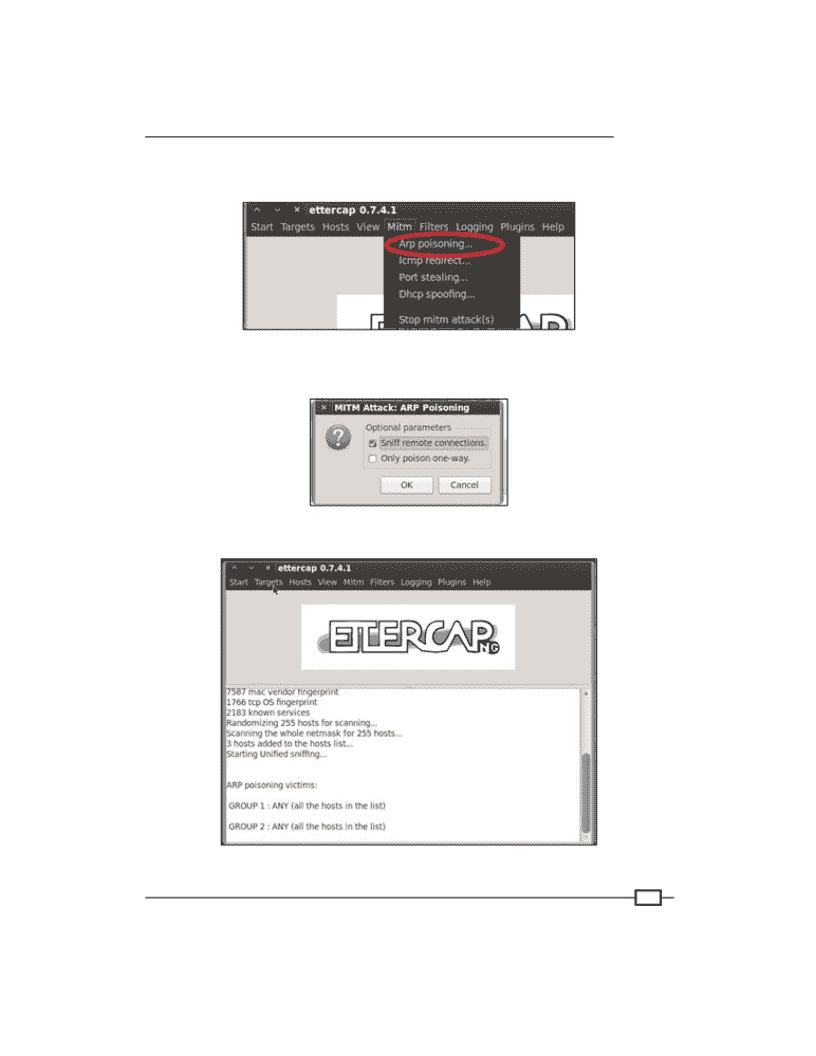 ettercap 0.7.4.1
Start Targets Hosts View Mitm Filters Logging Plugins Help
Arp poisoning...
Icmp redirect...
Port stealing...
Dhcp spoofing...
Stop mitm attack(s)
MITM Attack: ARP Poisoning
Optional parameters
Sniff remote connections.
Only poison one-way.
OK Cancel
ettercap 0.7.4.1
Start Targets Hosts View Mitm Filters Logging Plugins Help
ETTERCAP
NG
7587 mac vendor fingerprint
1766 tcp OS fingerprint
2183 known services
Randomizing 255 hosts for scanning...
Scanning the whole netmask for 255 hosts...
3 hosts added to the hosts list...
Starting Unified sniffing...
ARP poisoning victims:
GROUP 1 : ANY (all the hosts in the list)
GROUP 2 : ANY (all the hosts in the list)